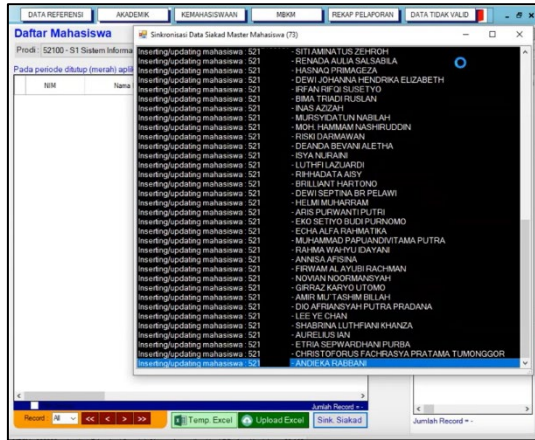 DATA REFERENSI AKADEMIK KEMAHASISWAAN MBKM REKAP PELAPORAN DATA TIDAK VALID
Daftar Mahasiswa
Sinkronisasi Data Siakad Master Mahasiswa (73)
Prodi : 52100 - S1 Sistem Informa
Pada periode ditutup (merah) apli
NIM Nama
Inserting/updating mahasiswa : 521 - SITI AMINATUS ZEHROH
Inserting/updating mahasiswa : 521 - RENADA AULIA SALSABILA
Inserting/updating mahasiswa : 521 - HASNAQ PRIMAGEZA
Inserting/updating mahasiswa : 521 - DEWI JOHANNA HENDRIKA ELIZABETH
Inserting/updating mahasiswa : 521 - IRFAN RIFQI SUSETYO
Inserting/updating mahasiswa : 521 - BIMA TRIADI RUSLAN
Inserting/updating mahasiswa : 521 - INAS AZIZAH
Inserting/updating mahasiswa : 521 - MURSYIDATUN NABILAH
Inserting/updating mahasiswa : 521 - MOH. HAMMAM NASHIRUDDIN
Inserting/updating mahasiswa : 521 - RISKI DARMAWAN
Inserting/updating mahasiswa : 521 - DEANDA BEVANI ALETHA
Inserting/updating mahasiswa : 521 - ISYA NURAINI
Inserting/updating mahasiswa : 521 - LUTHFI LAZUARDI
Inserting/updating mahasiswa : 521 - RIHHADATA AISY
Inserting/updating mahasiswa : 521 - BRILLIANT HARTONO
Inserting/updating mahasiswa : 521 - DEWI SEPTINA BR PELAWI
Inserting/updating mahasiswa : 521 - HELMI MUHARRAM
Inserting/updating mahasiswa : 521 - ARIS PURWANTI PUTRI
Inserting/updating mahasiswa : 521 - EKO SETIYO BUDI PURNOMO
Inserting/updating mahasiswa : 521 - ECHA ALFA RAHMATIKA
Inserting/updating mahasiswa : 521 - MUHAMMAD PAPUANDIVITAMA PUTRA
Inserting/updating mahasiswa : 521 - RAHMA WAHYU IDAYANI
Inserting/updating mahasiswa : 521 - ANNISA AFISINA
Inserting/updating mahasiswa : 521 - FIRWAM AL AYUBI RACHMAN
Inserting/updating mahasiswa : 521 - NOVIAN NOORMANSYAH
Inserting/updating mahasiswa : 521 - GIRRAZ KARYO UTOMO
Inserting/updating mahasiswa : 521 - AMIR MU'TASHIM BILLAH
Inserting/updating mahasiswa : 521 - DIO AFRIANSYAH PUTRA PRADANA
Inserting/updating mahasiswa : 521 - LEE YE CHAN
Inserting/updating mahasiswa : 521 - SHABRINA LUTHFIANI KHANZA
Inserting/updating mahasiswa : 521 - AURELIUS IAN
Inserting/updating mahasiswa : 521 - ETRIA SEPWARDHANI PURBA
Inserting/updating mahasiswa : 521 - CHRISTOFORUS FACHRASYA PRATAMA TUMONGGOR
Inserting/updating mahasiswa : 521 - ANDIEKA RABBANI
Jumlah Record = -
Record : All << < > >> Temp. Excel Upload Excel Sink. Siakad
Jumlah Record = -